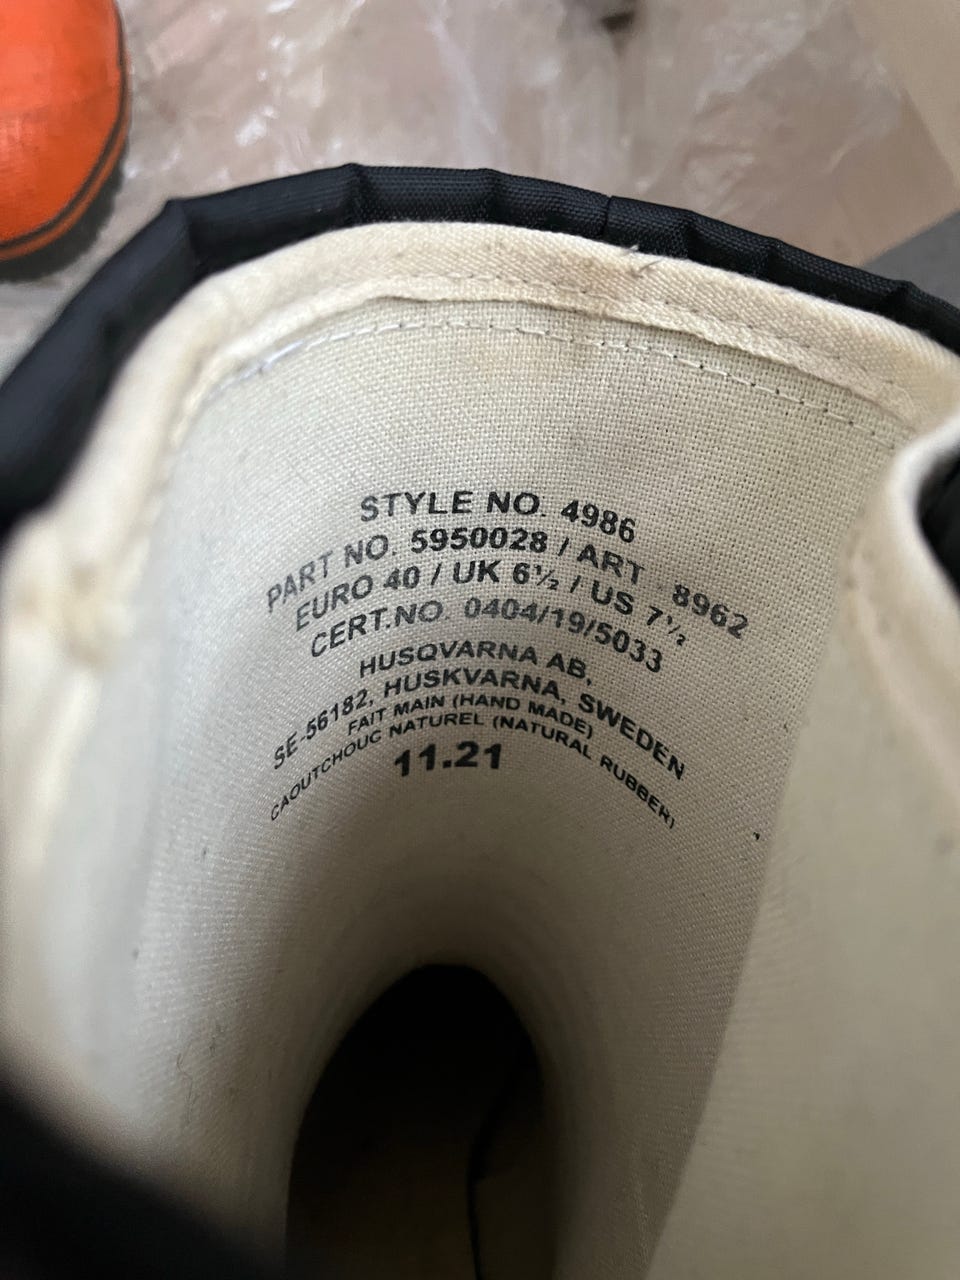 STYLE NO. 4986
PART NO. 5950028 / ART. 8962
EURO 40 / UK 6½ / US 7½
CERT.NO. 0404/19/5033
HUSQVARNA AB,
SE-56182, HUSKVARNA, SWEDEN
FAIT MAIN (HAND MADE)
CAOUTCHOUC NATUREL (NATURAL RUBBER)
11.21